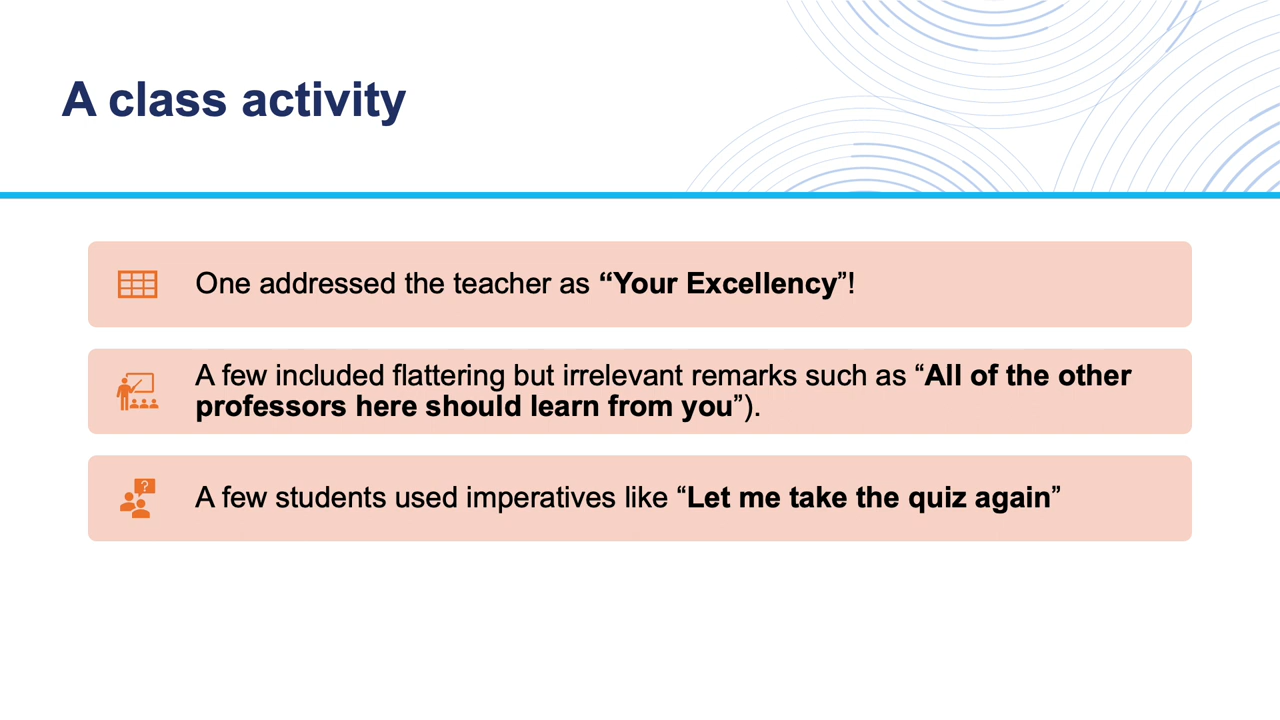 A class activity
One addressed the teacher as “Your Excellency”!
A few included flattering but irrelevant remarks such as “All of the other
professors here should learn from you”).
?
A few students used imperatives like “Let me take the quiz again”